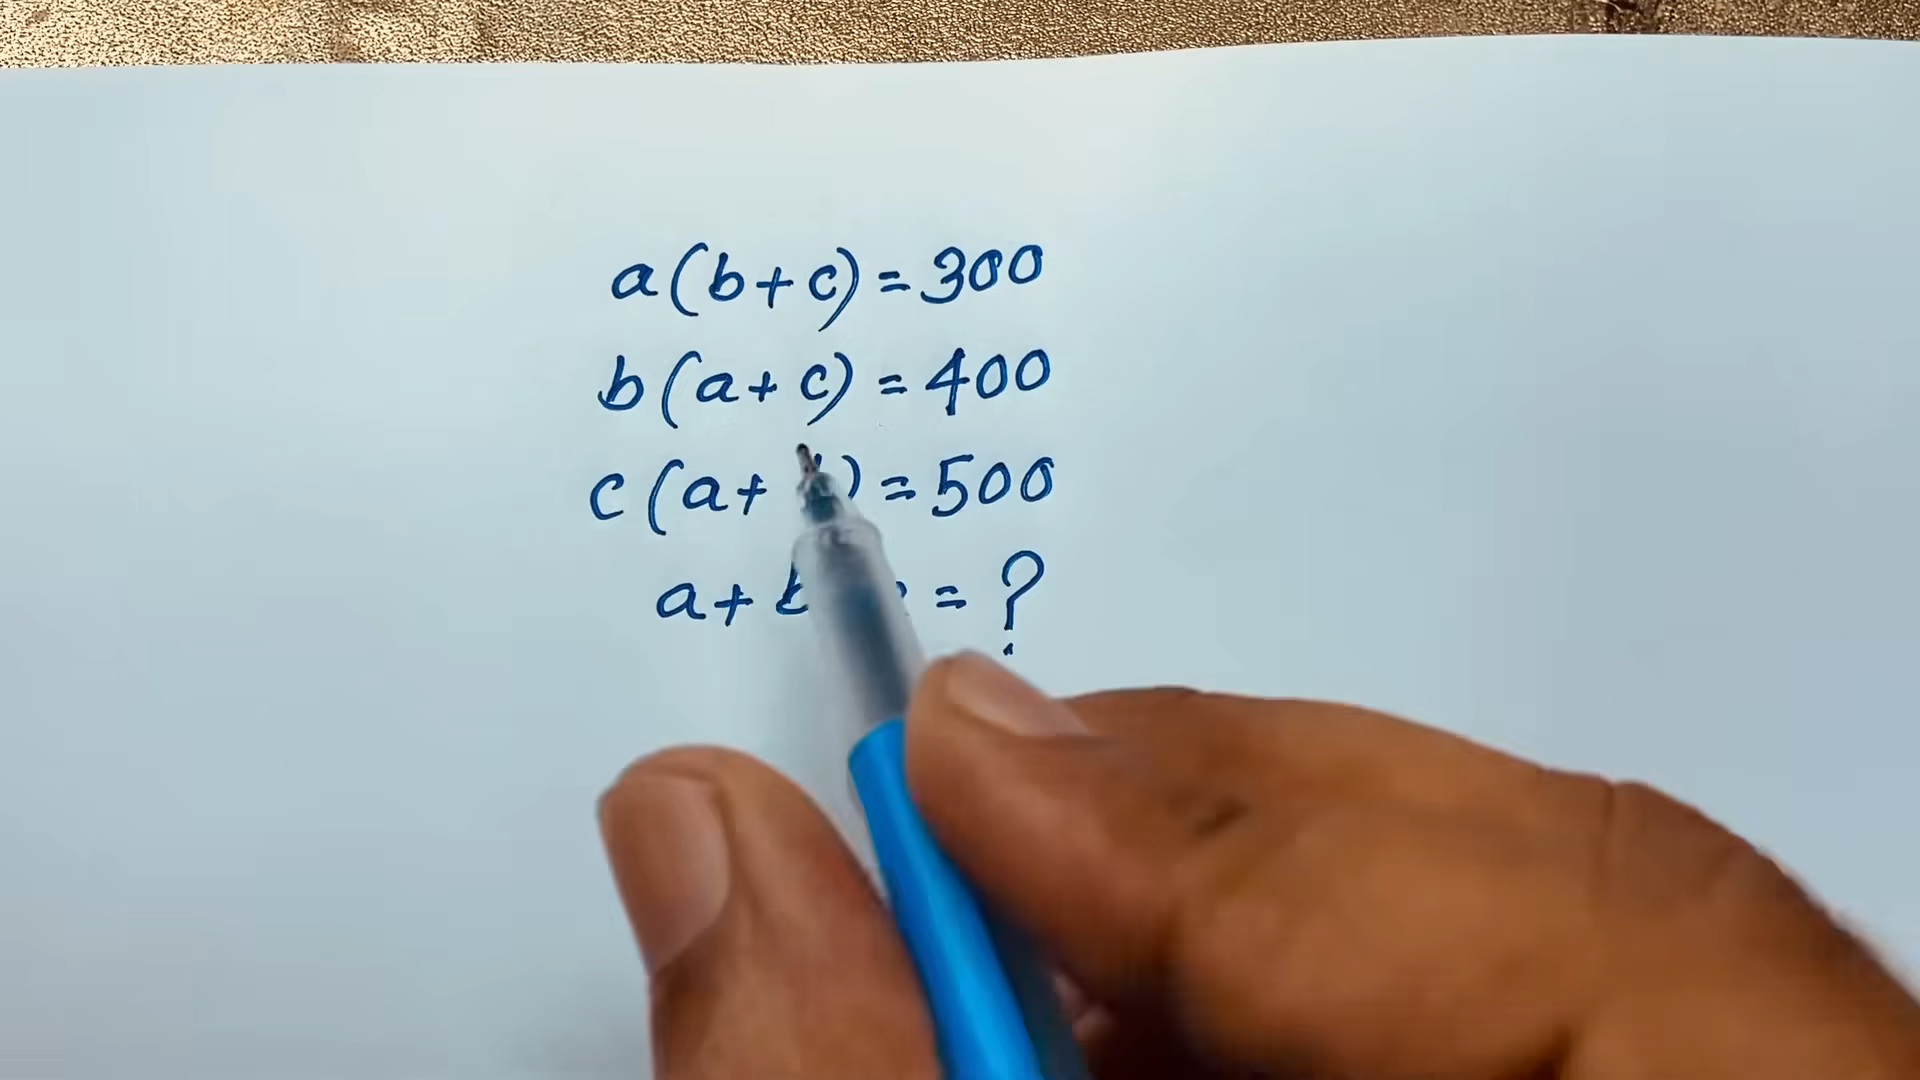 a(b+c)=300
b(a+c)=400
c(a+ )=500
a+b = ?